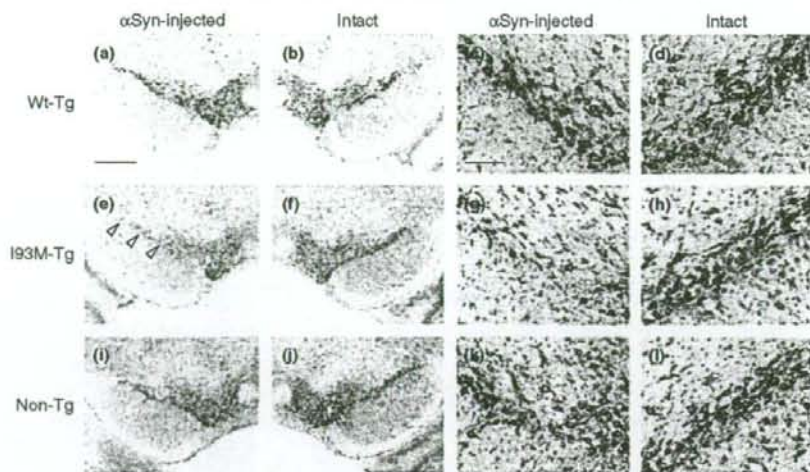 αSyn-injected Intact αSyn-injected Intact
(a) (b) (c) (d)
Wt-Tg
(e) (f) (g) (h)
I93M-Tg
(i) (j) (k) (l)
Non-Tg